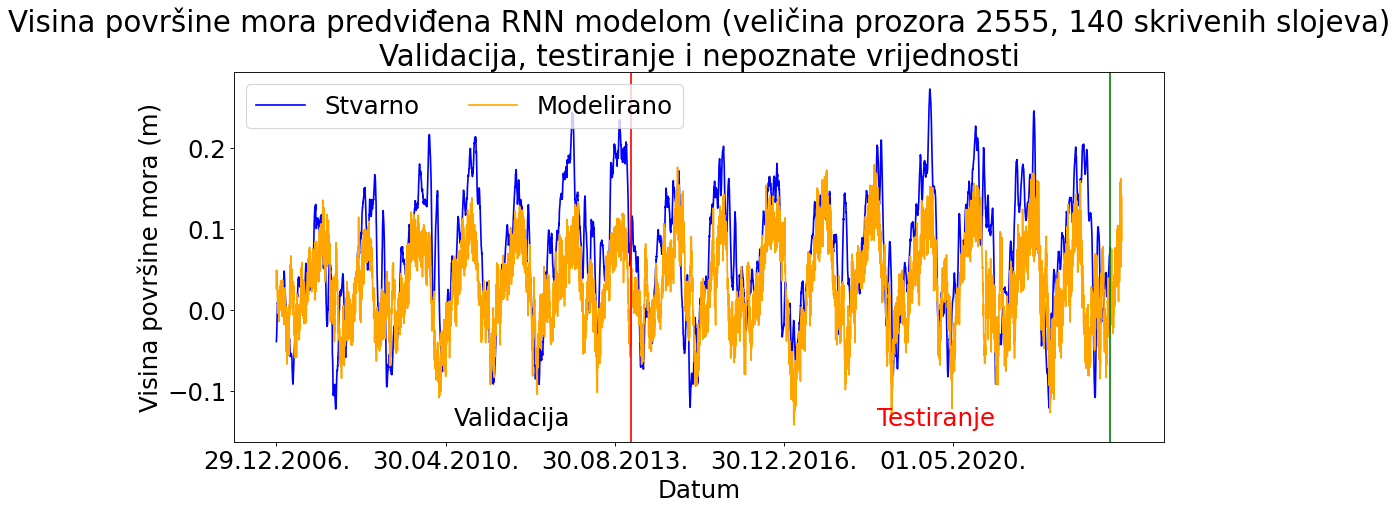 Visina površine mora predviđena RNN modelom (veličina prozora 2555, 140 skrivenih slojeva)
Validacija, testiranje i nepoznate vrijednosti
Stvarno Modelirano
Visina površine mora (m)
0.2
0.1
0.0
−0.1
Validacija
Testiranje
29.12.2006. 30.04.2010. 30.08.2013. 30.12.2016. 01.05.2020.
Datum